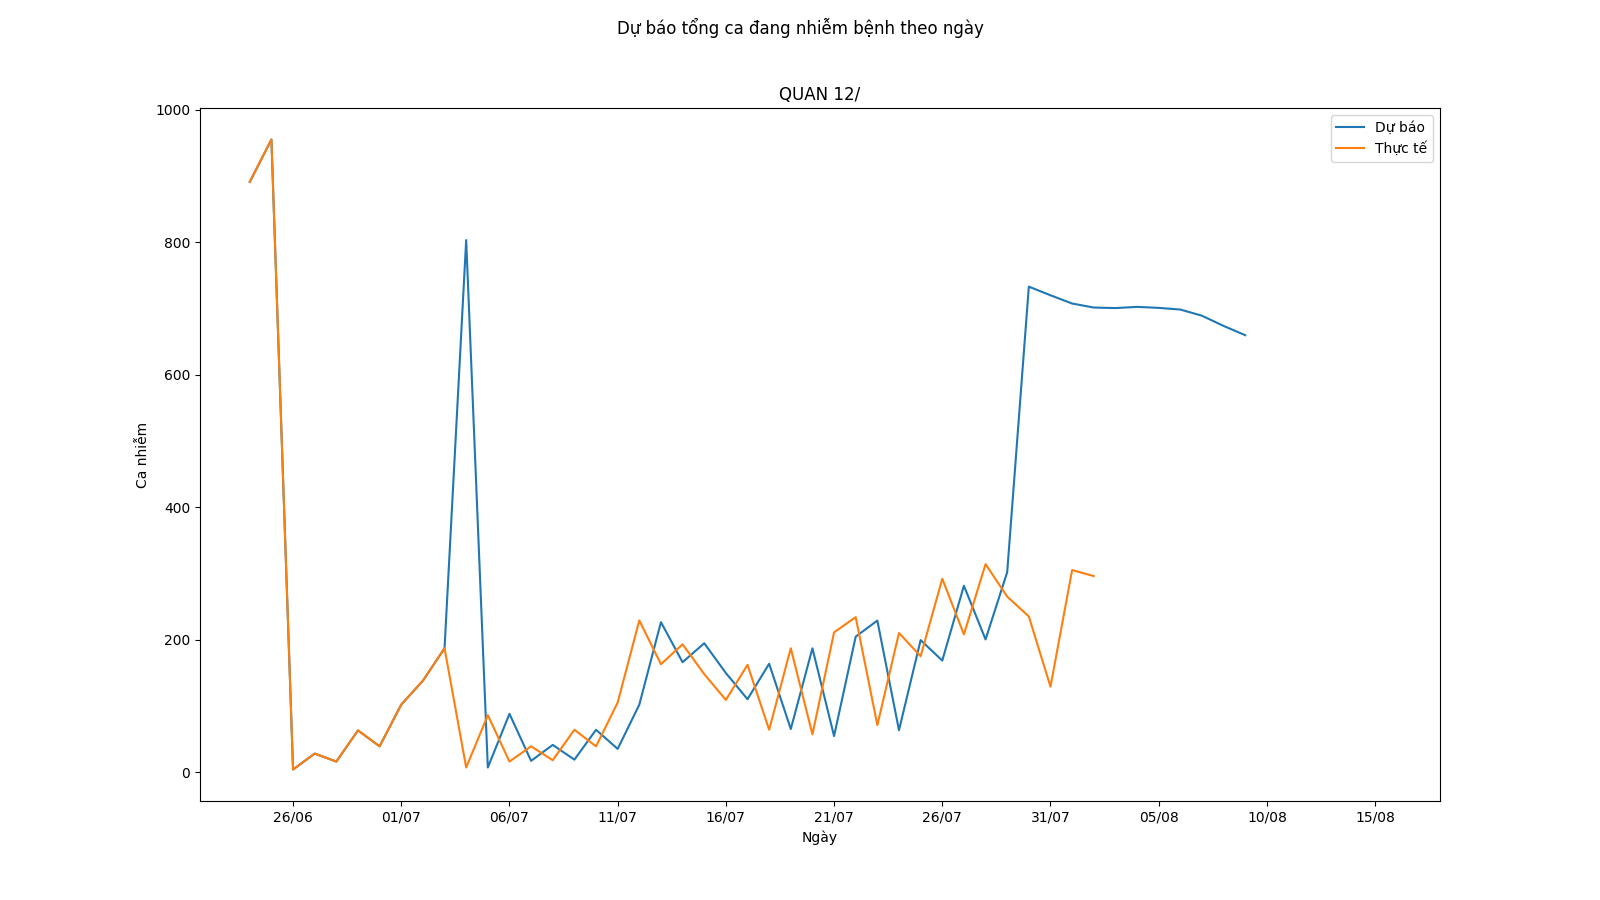 Dự báo tổng ca đang nhiễm bệnh theo ngày
QUAN 12/
Dự báo
Thực tế
1000
800
600
400
200
0
Ca nhiễm
26/06 01/07 06/07 11/07 16/07 21/07 26/07 31/07 05/08 10/08 15/08
Ngày